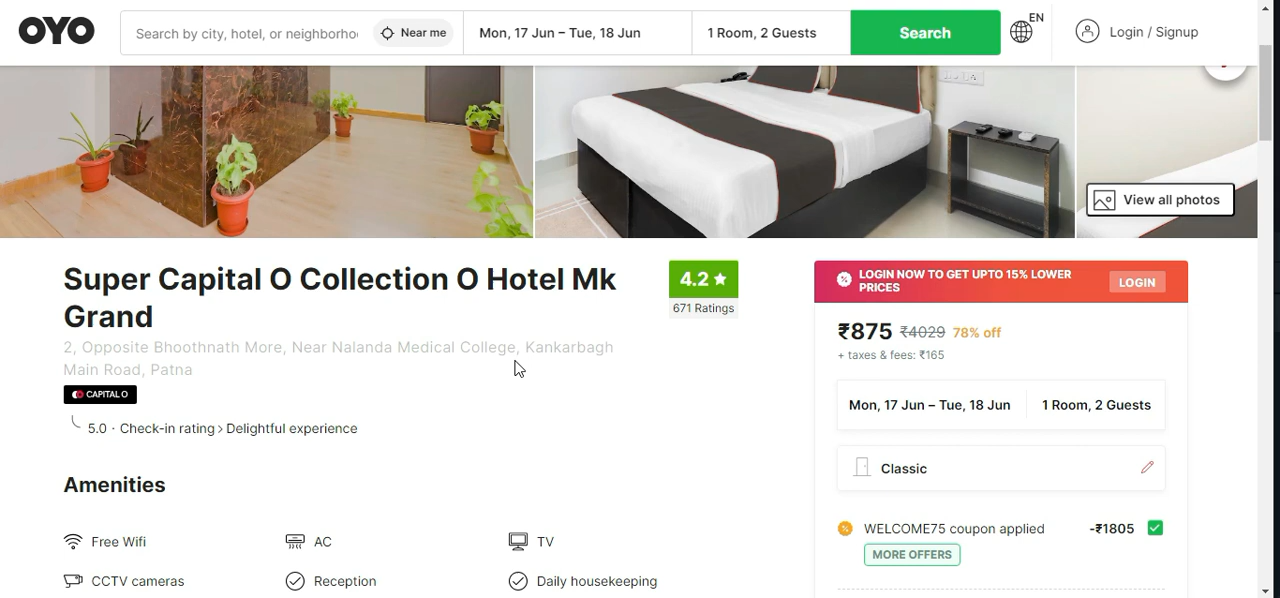 OYO
Search by city, hotel, or neighborho
Near me
Mon, 17 Jun – Tue, 18 Jun
1 Room, 2 Guests
Search
EN
Login / Signup
View all photos
Super Capital O Collection O Hotel Mk
Grand
4.2 ★
671 Ratings
2, Opposite Bhoothnath More, Near Nalanda Medical College, Kankarbagh
Main Road, Patna
CAPITAL O
5.0 · Check-in rating > Delightful experience
Amenities
Free Wifi
AC
TV
CCTV cameras
Reception
Daily housekeeping
LOGIN NOW TO GET UPTO 15% LOWER
PRICES
LOGIN
₹875 ₹4029 78% off
+ taxes & fees: ₹165
Mon, 17 Jun – Tue, 18 Jun
1 Room, 2 Guests
Classic
WELCOME75 coupon applied
-₹1805
MORE OFFERS